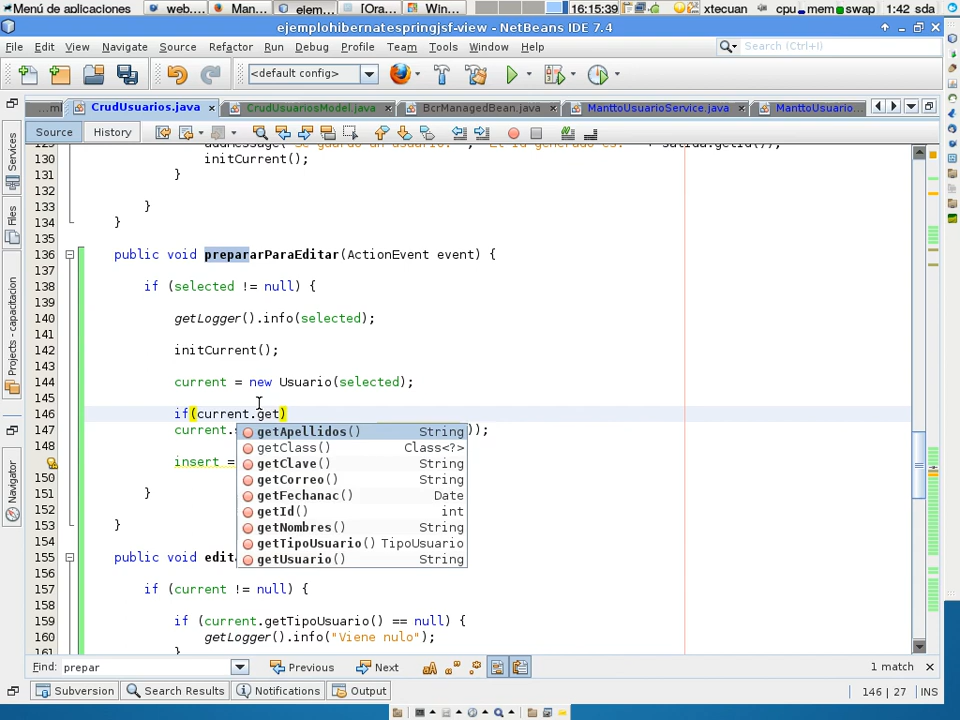 Menú de aplicaciones web.... Man... ejem... [Ora... Win... 16:15:39 xtecuan cpu mem swap 1:42 sda
ejemplohibernatespringjsf-view - NetBeans IDE 7.4
File Edit View Navigate Source Refactor Run Debug Profile Team Tools Window Help Search (Ctrl+I)
<default config>
...m CrudUsuarios.java CrudUsuariosModel.java BcrManagedBean.java ManttoUsuarioService.java ManttoUsuario...
Source History
130 initCurrent();
131 }
132
133 }
134 }
135
136 public void prepararParaEditar(ActionEvent event) {
137
138 if (selected != null) {
139
140 getLogger().info(selected);
141
142 initCurrent();
143
144 current = new Usuario(selected);
145
146 if(current.get)
147 current. ));
getApellidos() String
getClass() Class<?>
148
getClave() String
insert =
getCorreo() String
150 getFechanac() Date
151 }
getId() int
152
153 }
getNombres() String
154
getTipoUsuario() TipoUsuario
155 public void edit
getUsuario() String
156
157 if (current != null) {
158
159 if (current.getTipoUsuario() == null) {
160 getLogger().info("Viene nulo");
161 }
Services
Files
Projects - capacitacion
Navigator
Find: prepar Previous Next 1 match
Subversion Search Results Notifications Output 146 | 27 INS